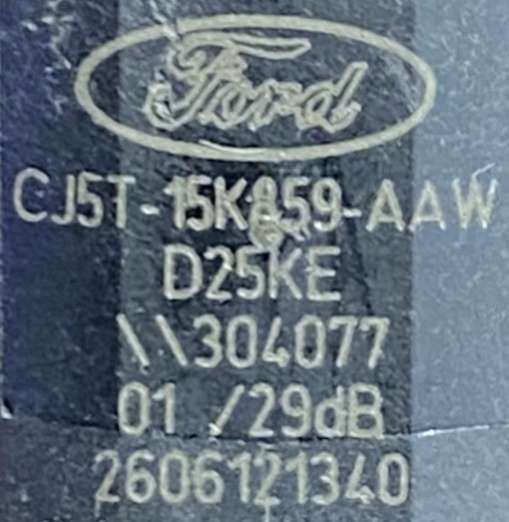 Ford
CJ5T-15K859-AAW
D25KE
\\304077
01 /29dB
2606121340